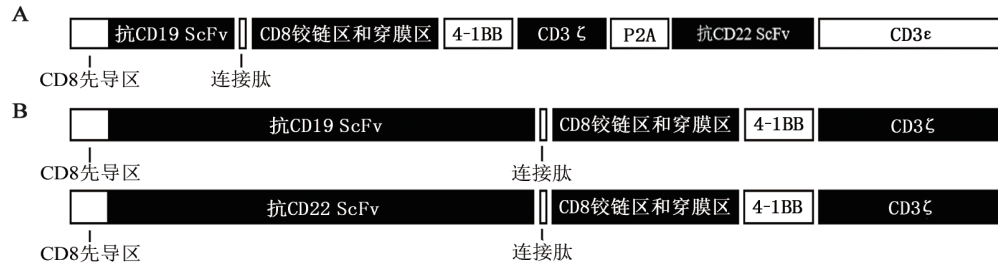 A
抗CD19 ScFv CD8铰链区和穿膜区 4-1BB CD3 ζ P2A 抗CD22 ScFv CD3ε
CD8先导区 连接肽
B
抗CD19 ScFv CD8铰链区和穿膜区 4-1BB CD3ζ
CD8先导区 连接肽
抗CD22 ScFv CD8铰链区和穿膜区 4-1BB CD3ζ
CD8先导区 连接肽